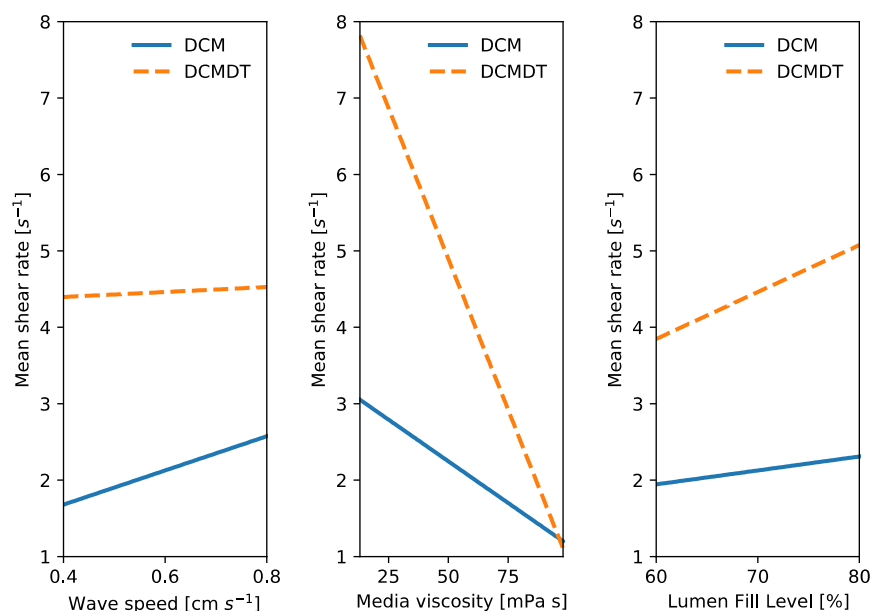 8
7
6
5
4
3
2
1
Mean shear rate [s⁻¹]
DCM
DCMDT
0.4 0.6 0.8
Wave speed [cm s⁻¹]
8
7
6
5
4
3
2
1
Mean shear rate [s⁻¹]
DCM
DCMDT
25 50 75
Media viscosity [mPa s]
8
7
6
5
4
3
2
1
Mean shear rate [s⁻¹]
DCM
DCMDT
60 70 80
Lumen Fill Level [%]